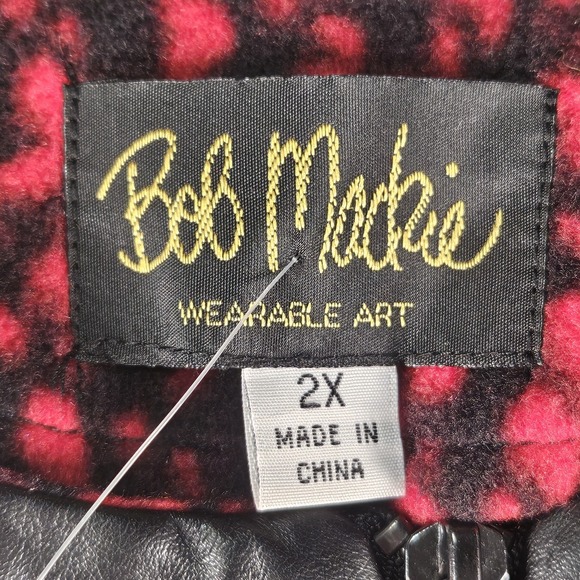 Bob Mackie
WEARABLE ART
2X
MADE IN
CHINA